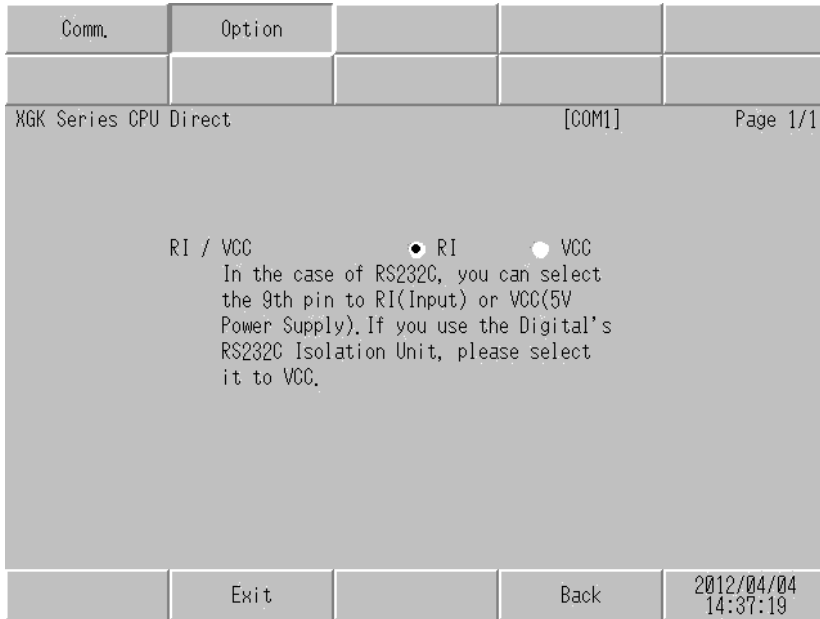 Comm. Option
XGK Series CPU Direct [COM1] Page 1/1
RI / VCC RI VCC
In the case of RS232C, you can select
the 9th pin to RI(Input) or VCC(5V
Power Supply).If you use the Digital's
RS232C Isolation Unit, please select
it to VCC.
Exit Back 2012/04/04
14:37:19